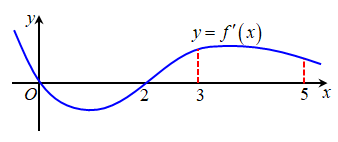 y
y = f′(x)
O 2 3 5 x